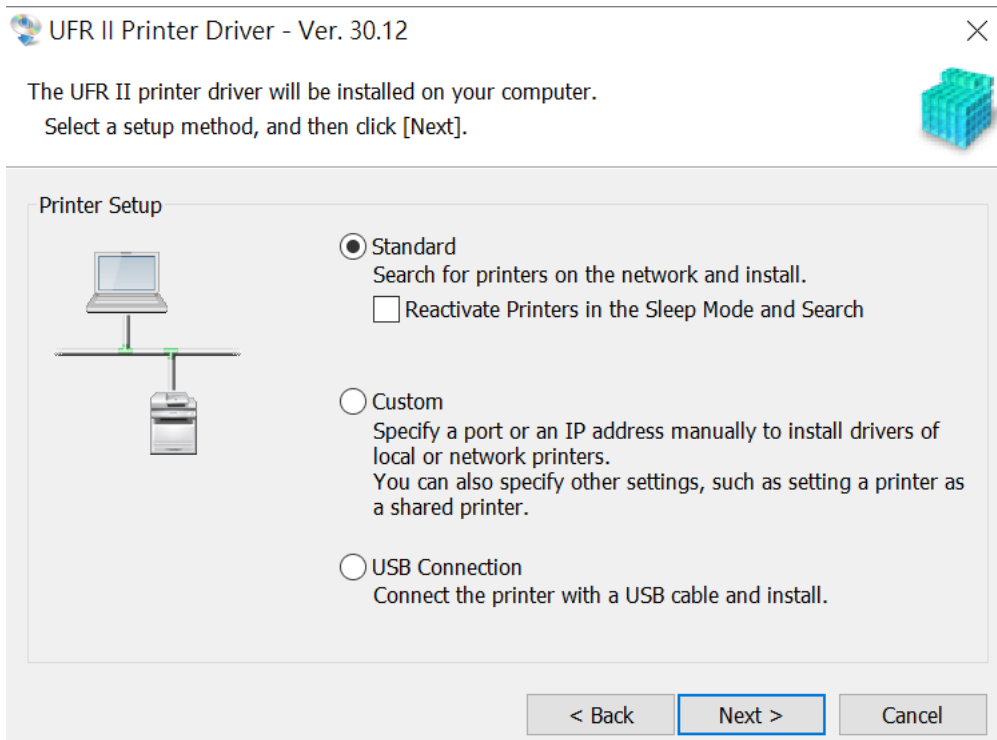 UFR II Printer Driver - Ver. 30.12
The UFR II printer driver will be installed on your computer.
Select a setup method, and then click [Next].
Printer Setup
Standard
Search for printers on the network and install.
Reactivate Printers in the Sleep Mode and Search
Custom
Specify a port or an IP address manually to install drivers of
local or network printers.
You can also specify other settings, such as setting a printer as
a shared printer.
USB Connection
Connect the printer with a USB cable and install.
< Back
Next >
Cancel